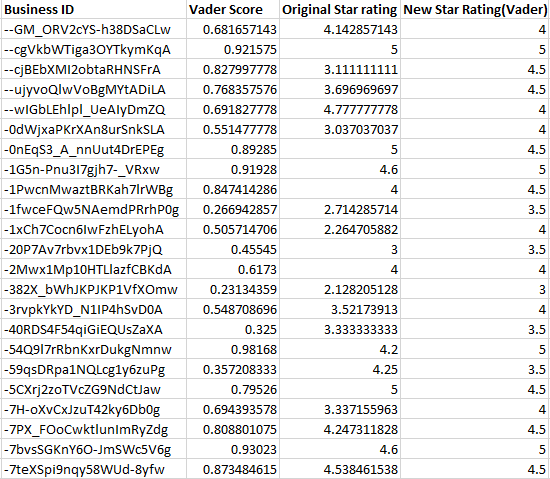 Business ID Vader Score Original Star rating New Star Rating(Vader)
--GM_ORV2cYS-h38DSaCLw 0.681657143 4.142857143 4
--cgVkbWTiga3OYTkymKqA 0.921575 5 5
--cjBEbXMI2obtaRHNSFrA 0.827997778 3.111111111 4.5
--ujyvoQlwVoBgMYtADiLA 0.768357576 3.696969697 4.5
--wIGbLEhlpl_UeAIyDmZQ 0.691827778 4.777777778 4
-0dWjxaPKrXAn8urSnkSLA 0.551477778 3.037037037 4
-0nEqS3_A_nnUut4DrEPEg 0.89285 5 4.5
-1G5n-Pnu3I7gjh7-_VRxw 0.91928 4.6 5
-1PwcnMwaztBRKah7lrWBg 0.847414286 4 4.5
-1fwceFQw5NAemdPRrhP0g 0.266942857 2.714285714 3.5
-1xCh7Cocn6IwFzhELyohA 0.505714706 2.264705882 4
-20P7Av7rbvx1DEb9k7PjQ 0.45545 3 3.5
-2Mwx1Mp10HTLlazfCBKdA 0.6173 4 4
-382X_bWhJKPJKP1VfXOmw 0.23134359 2.128205128 3
-3rvpkYkYD_N1IP4hSvD0A 0.548708696 3.52173913 4
-40RDS4F54qiGiEQUsZaXA 0.325 3.333333333 3.5
-54Q9l7rRbnKxrDukgNmnw 0.98168 4.2 5
-59qsDRpa1NQLcg1y6zuPg 0.357208333 4.25 3.5
-5CXrj2zoTVcZG9NdCtJaw 0.79526 5 4.5
-7H-oXvCxJzuT42ky6Db0g 0.694393578 3.337155963 4
-7PX_FOoCwktlunImRyZdg 0.808801075 4.247311828 4.5
-7bvsSGKnY6O-JmSWc5V6g 0.93023 4.6 5
-7teXSpi9nqy58WUd-8yfw 0.873484615 4.538461538 4.5